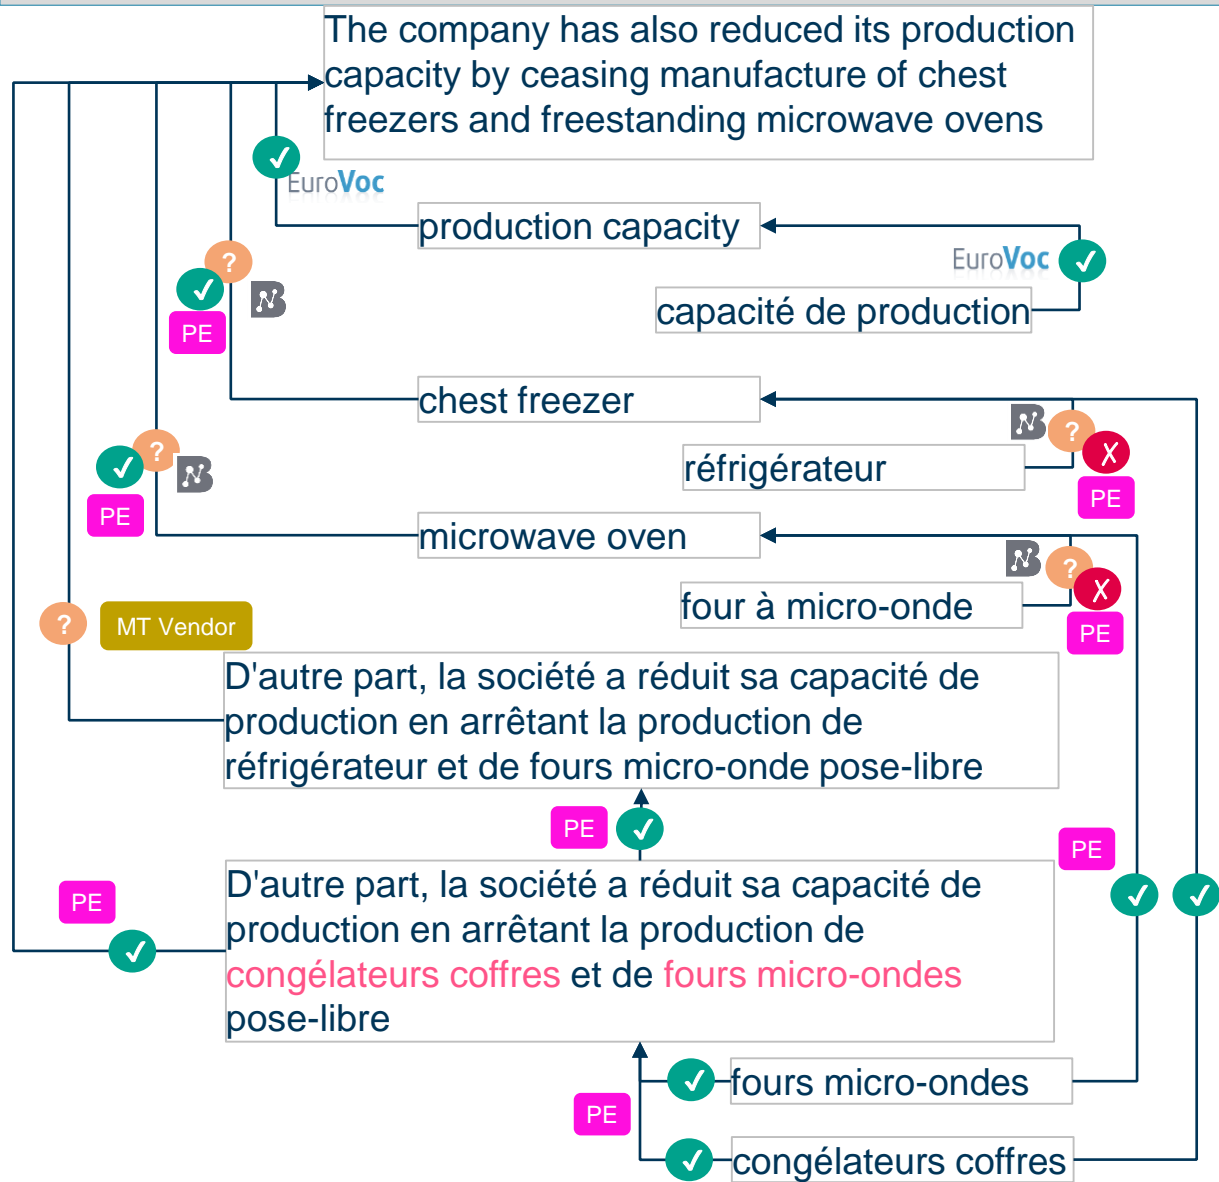 The company has also reduced its production
capacity by ceasing manufacture of chest
freezers and freestanding microwave ovens
EuroVoc
production capacity
EuroVoc
?
capacité de production
PE
chest freezer
?
réfrigérateur
?
PE
PE
microwave oven
?
four à micro-onde
?
MT Vendor
PE
D'autre part, la société a réduit sa capacité de
production en arrêtant la production de
réfrigérateur et de fours micro-onde pose-libre
PE
PE
D'autre part, la société a réduit sa capacité de
production en arrêtant la production de
congélateurs coffres et de fours micro-ondes
pose-libre
PE
fours micro-ondes
PE
congélateurs coffres